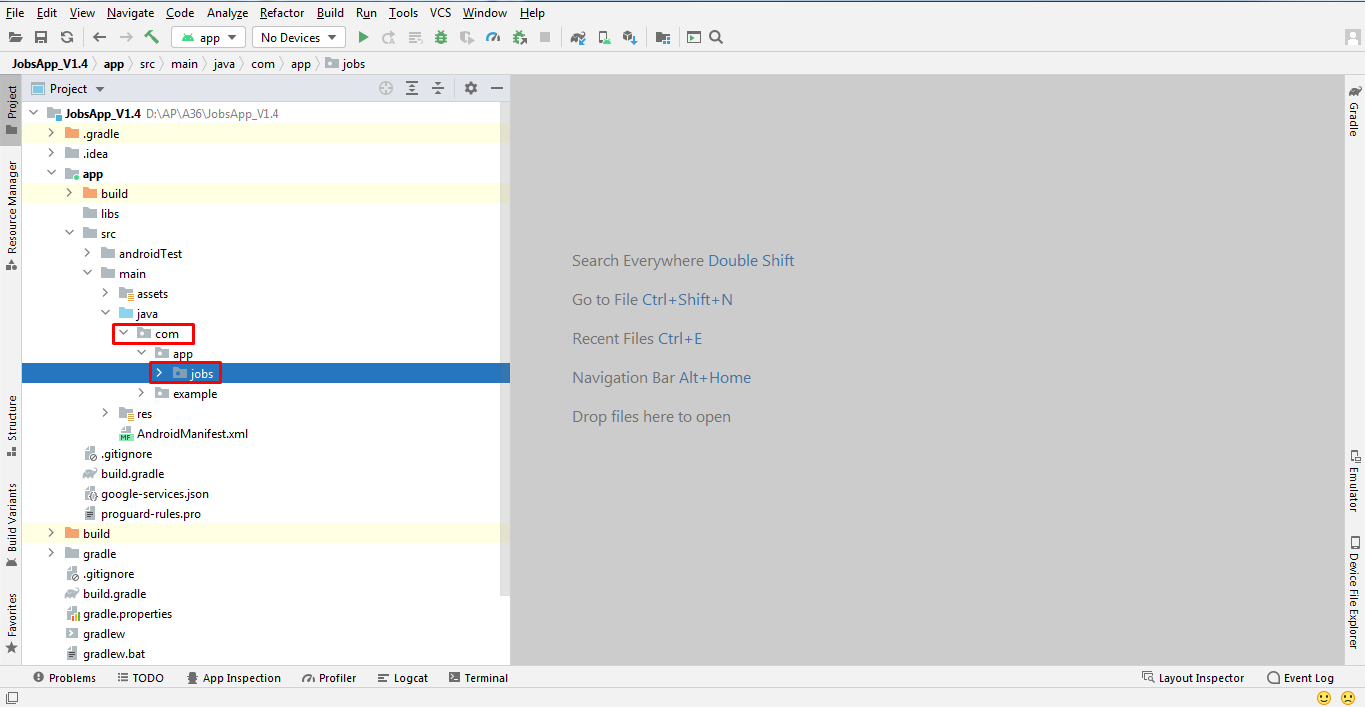 File Edit View Navigate Code Analyze Refactor Build Run Tools VCS Window Help
app No Devices
JobsApp_V1.4 app src main java com app jobs
Project
JobsApp_V1.4 D:\AP\A36\JobsApp_V1.4
.gradle
.idea
app
build
libs
src
androidTest
main
assets
java
com
app
jobs
example
res
MF AndroidManifest.xml
.gitignore
build.gradle
google-services.json
proguard-rules.pro
build
gradle
.gitignore
build.gradle
gradle.properties
gradlew
gradlew.bat
Project
Resource Manager
Structure
Build Variants
Favorites
Search Everywhere Double Shift
Go to File Ctrl+Shift+N
Recent Files Ctrl+E
Navigation Bar Alt+Home
Drop files here to open
Gradle
Emulator
Device File Explorer
Problems TODO App Inspection Profiler Logcat Terminal Layout Inspector Event Log